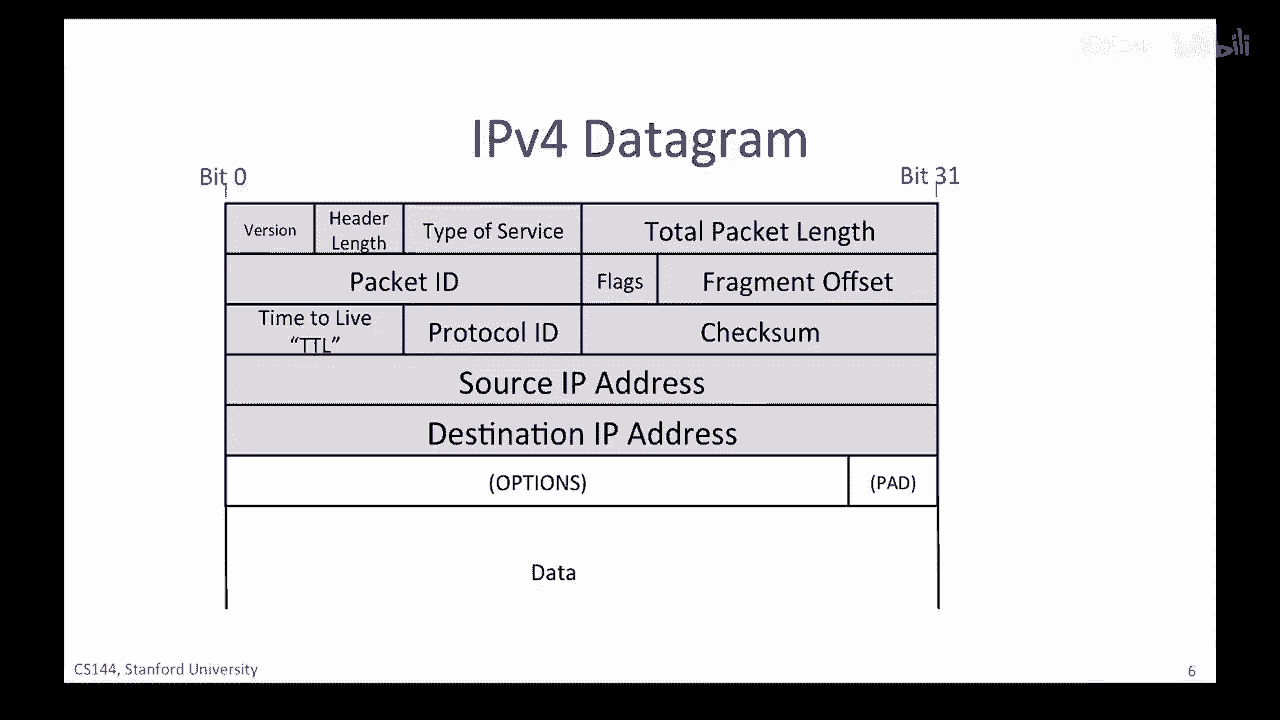 IPv4 Datagram
Bit 0
Bit 31
Version
Header
Length
Type of Service
Total Packet Length
Packet ID
Flags
Fragment Offset
Time to Live
“TTL”
Protocol ID
Checksum
Source IP Address
Destination IP Address
(OPTIONS)
(PAD)
Data
CS144, Stanford University
6